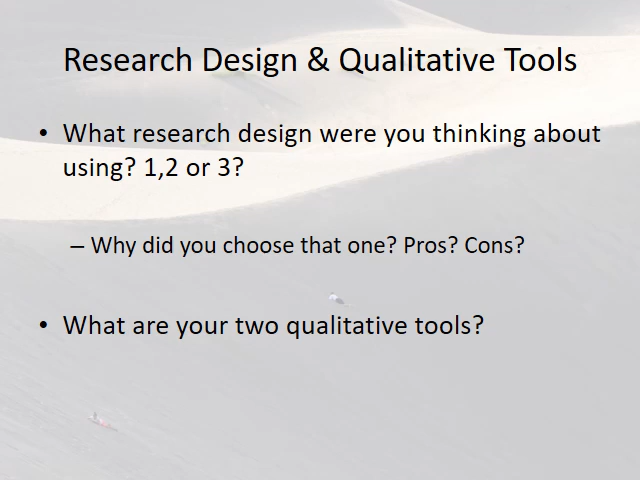 Research Design & Qualitative Tools
• What research design were you thinking about
using? 1,2 or 3?
– Why did you choose that one? Pros? Cons?
• What are your two qualitative tools?